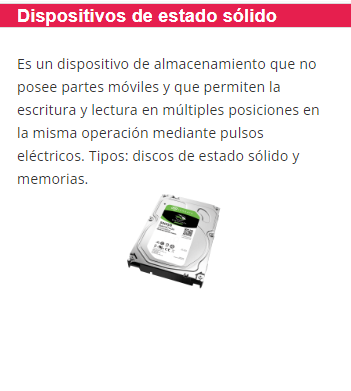 Dispositivos de estado sólido
Es un dispositivo de almacenamiento que no
posee partes móviles y que permiten la
escritura y lectura en múltiples posiciones en
la misma operación mediante pulsos
eléctricos. Tipos: discos de estado sólido y
memorias.